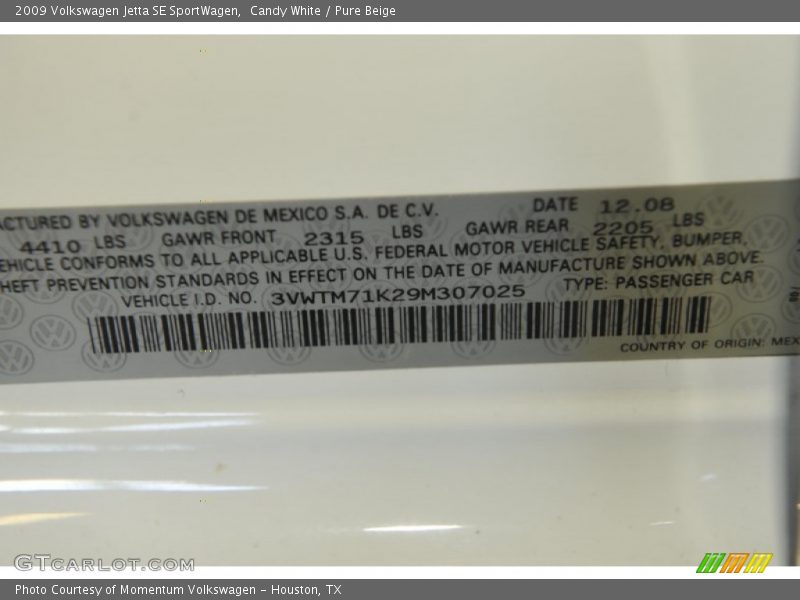 2009 Volkswagen Jetta SE SportWagen, Candy White / Pure Beige
ACTURED BY VOLKSWAGEN DE MEXICO S.A. DE C.V. DATE 12.08
4410 LBS GAWR FRONT 2315 LBS GAWR REAR 2205 LBS
EHICLE CONFORMS TO ALL APPLICABLE U.S. FEDERAL MOTOR VEHICLE SAFETY, BUMPER,
HEFT PREVENTION STANDARDS IN EFFECT ON THE DATE OF MANUFACTURE SHOWN ABOVE.
VEHICLE I.D. NO. 3VWTM71K29M307025 TYPE: PASSENGER CAR
COUNTRY OF ORIGIN: MEX
GTCARLOT.COM
Photo Courtesy of Momentum Volkswagen - Houston, TX